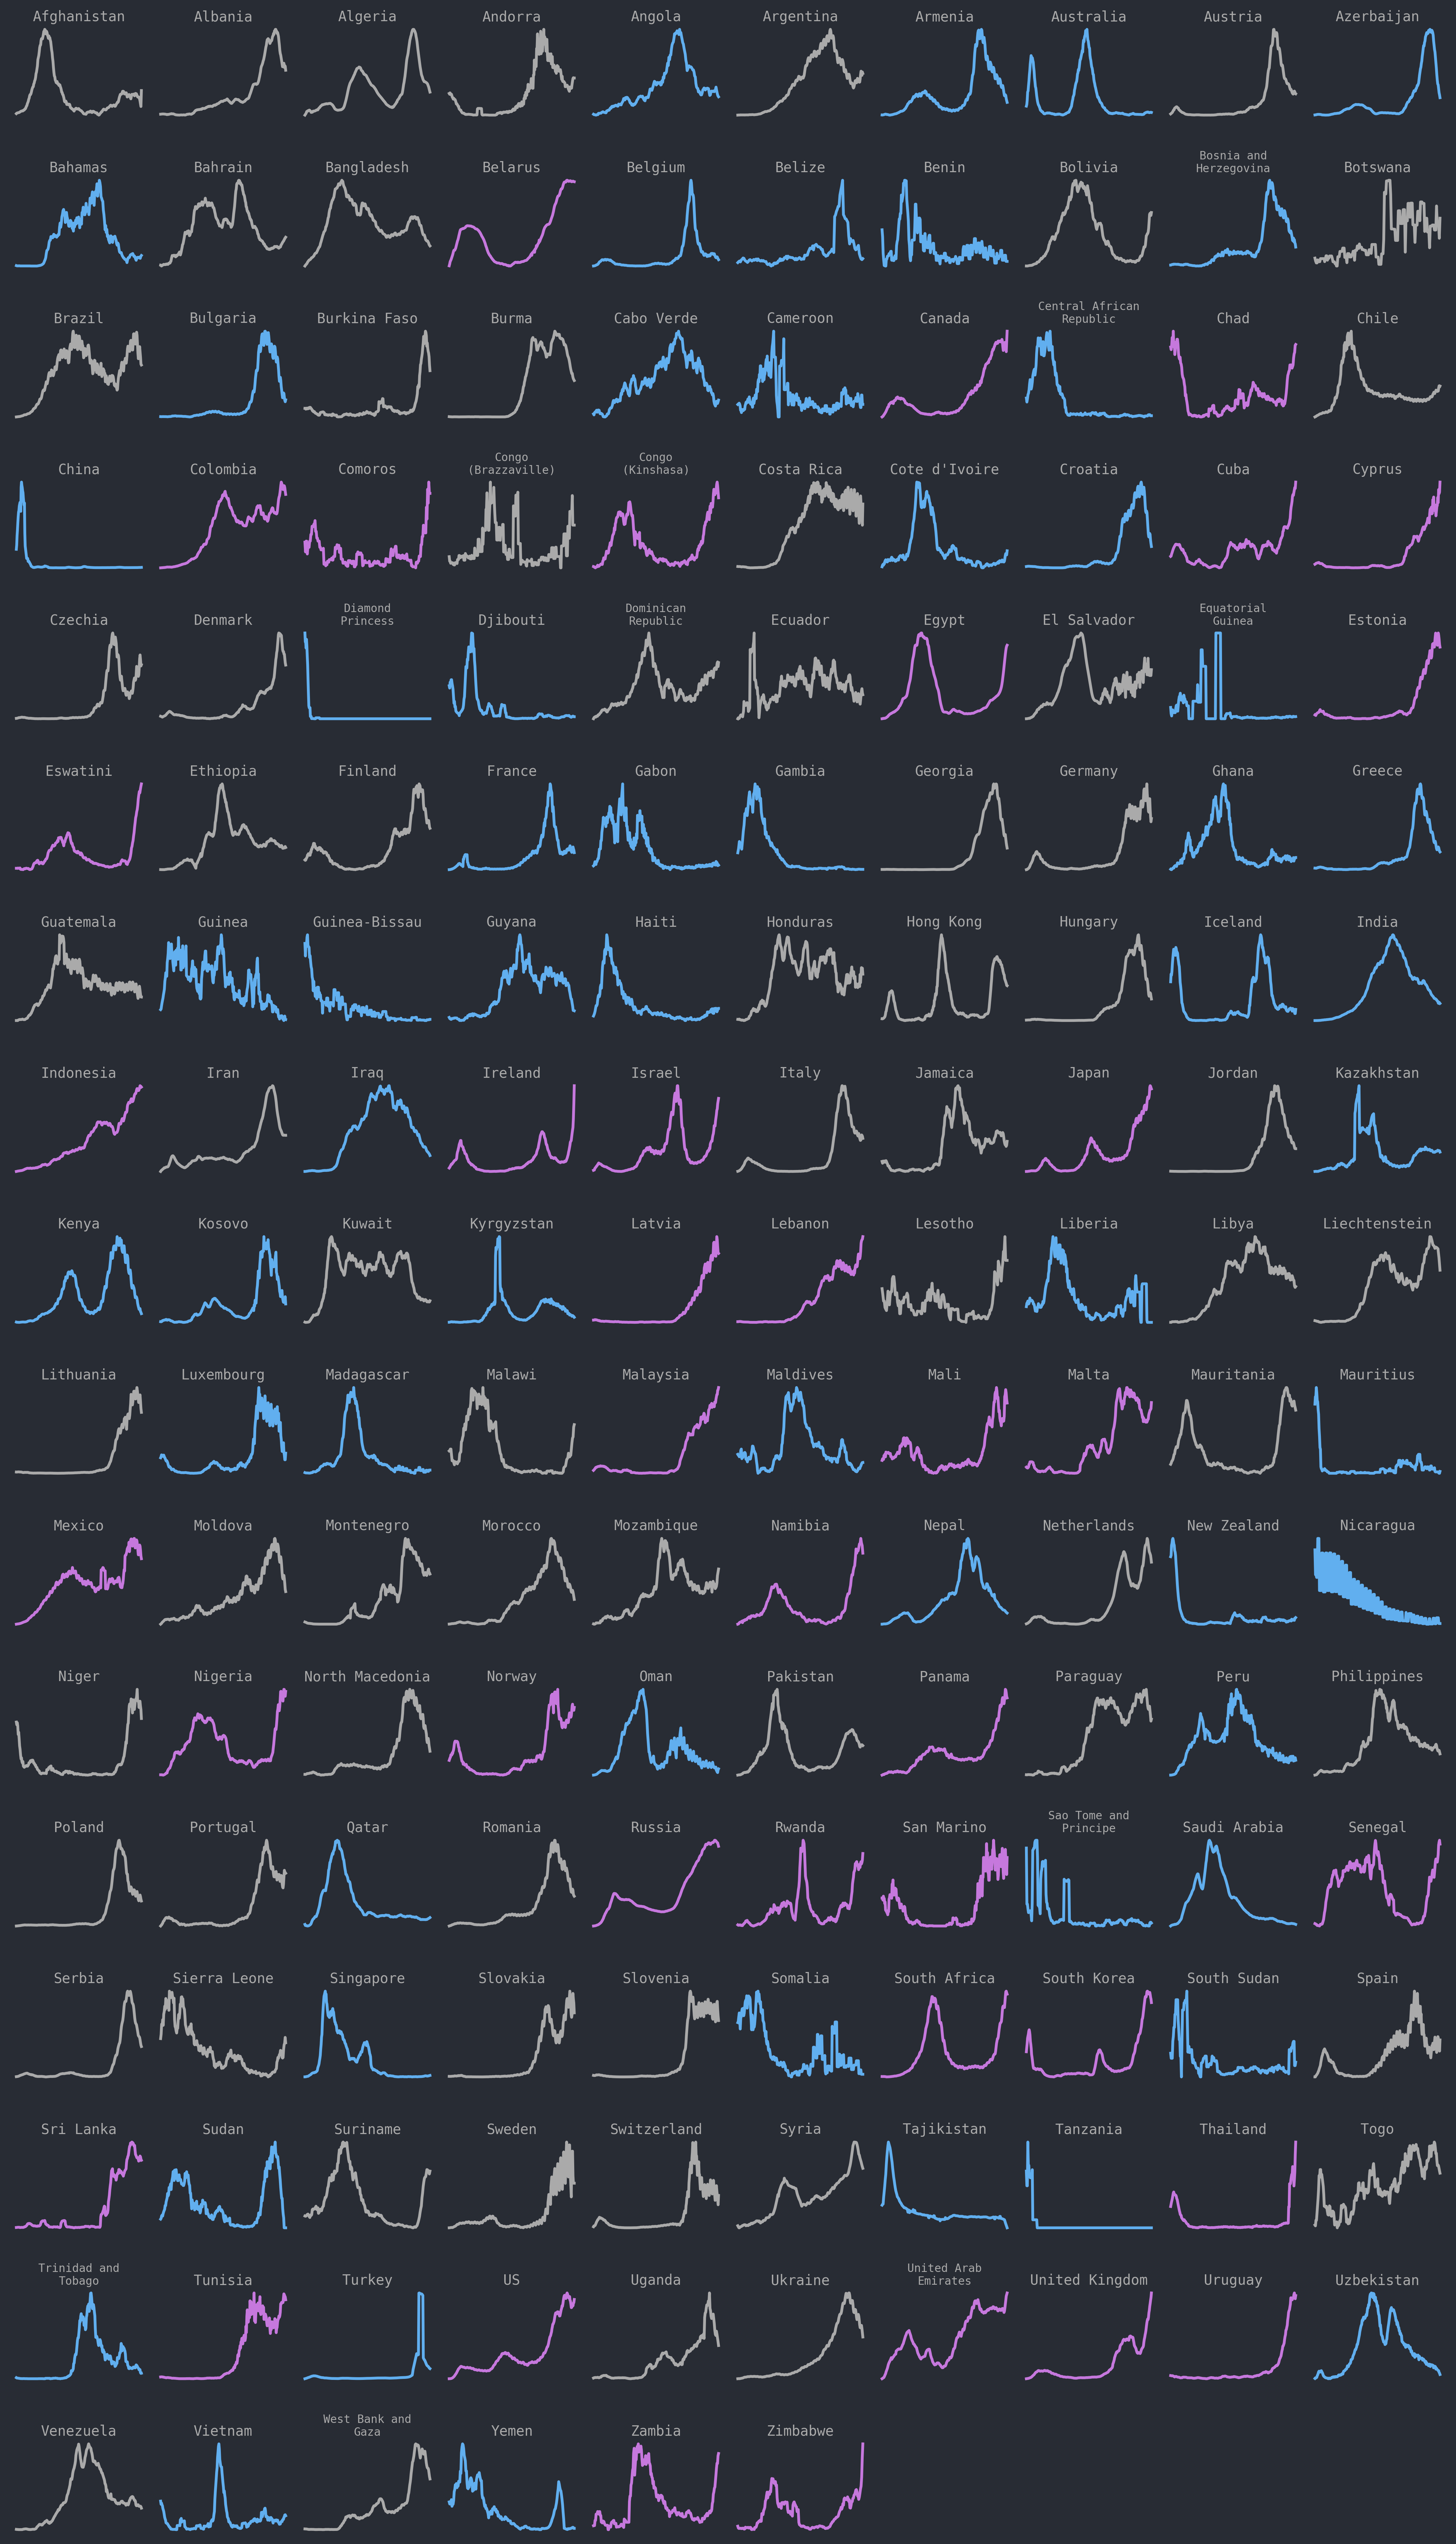 Afghanistan
Albania
Algeria
Andorra
Angola
Argentina
Armenia
Australia
Austria
Azerbaijan
Bahamas
Bahrain
Bangladesh
Belarus
Belgium
Belize
Benin
Bolivia
Bosnia and
Herzegovina
Botswana
Brazil
Bulgaria
Burkina Faso
Burma
Cabo Verde
Cameroon
Canada
Central African
Republic
Chad
Chile
China
Colombia
Comoros
Congo
(Brazzaville)
Congo
(Kinshasa)
Costa Rica
Cote d'Ivoire
Croatia
Cuba
Cyprus
Czechia
Denmark
Diamond
Princess
Djibouti
Dominican
Republic
Ecuador
Egypt
El Salvador
Equatorial
Guinea
Estonia
Eswatini
Ethiopia
Finland
France
Gabon
Gambia
Georgia
Germany
Ghana
Greece
Guatemala
Guinea
Guinea-Bissau
Guyana
Haiti
Honduras
Hong Kong
Hungary
Iceland
India
Indonesia
Iran
Iraq
Ireland
Israel
Italy
Jamaica
Japan
Jordan
Kazakhstan
Kenya
Kosovo
Kuwait
Kyrgyzstan
Latvia
Lebanon
Lesotho
Liberia
Libya
Liechtenstein
Lithuania
Luxembourg
Madagascar
Malawi
Malaysia
Maldives
Mali
Malta
Mauritania
Mauritius
Mexico
Moldova
Montenegro
Morocco
Mozambique
Namibia
Nepal
Netherlands
New Zealand
Nicaragua
Niger
Nigeria
North Macedonia
Norway
Oman
Pakistan
Panama
Paraguay
Peru
Philippines
Poland
Portugal
Qatar
Romania
Russia
Rwanda
San Marino
Sao Tome and
Principe
Saudi Arabia
Senegal
Serbia
Sierra Leone
Singapore
Slovakia
Slovenia
Somalia
South Africa
South Korea
South Sudan
Spain
Sri Lanka
Sudan
Suriname
Sweden
Switzerland
Syria
Tajikistan
Tanzania
Thailand
Togo
Trinidad and
Tobago
Tunisia
Turkey
US
Uganda
Ukraine
United Arab
Emirates
United Kingdom
Uruguay
Uzbekistan
Venezuela
Vietnam
West Bank and
Gaza
Yemen
Zambia
Zimbabwe